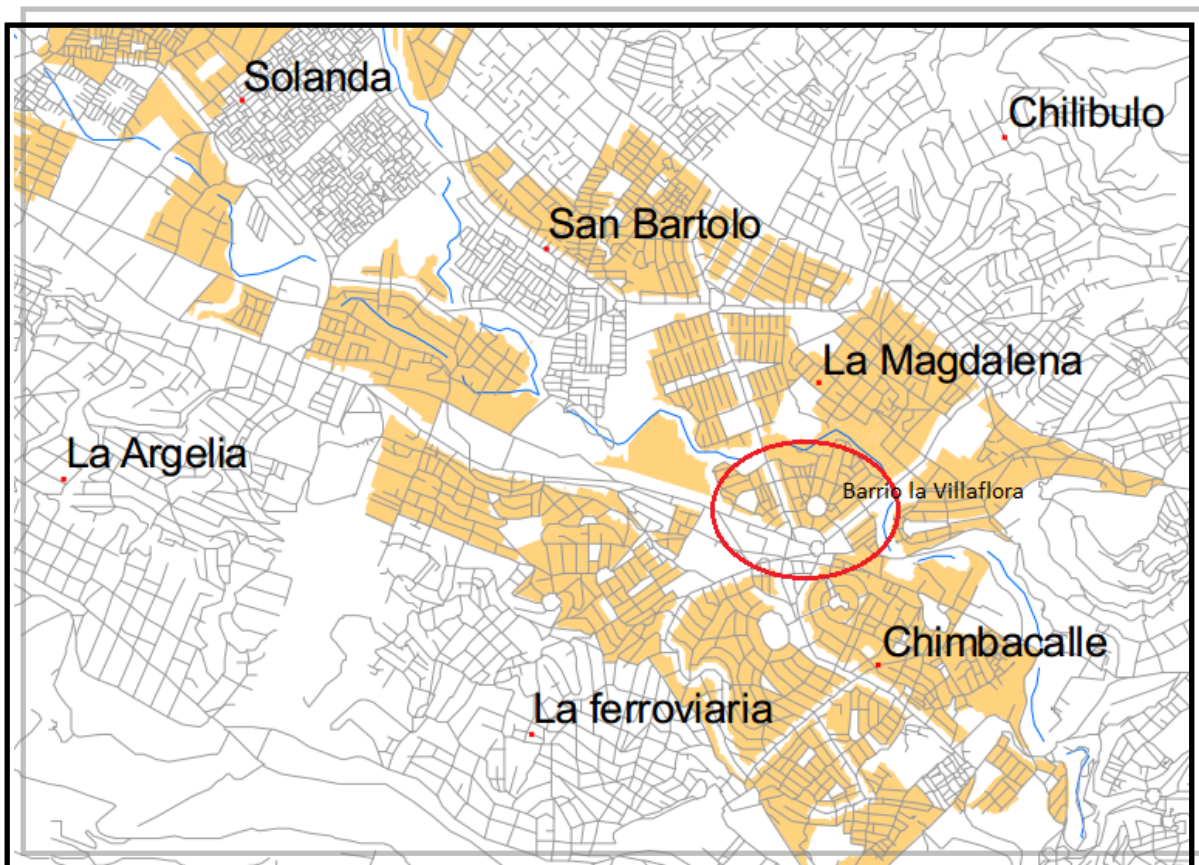 Solanda
Chilibulo
San Bartolo
La Magdalena
La Argelia
Barrio la Villaflora
Chimbacalle
La ferroviaria